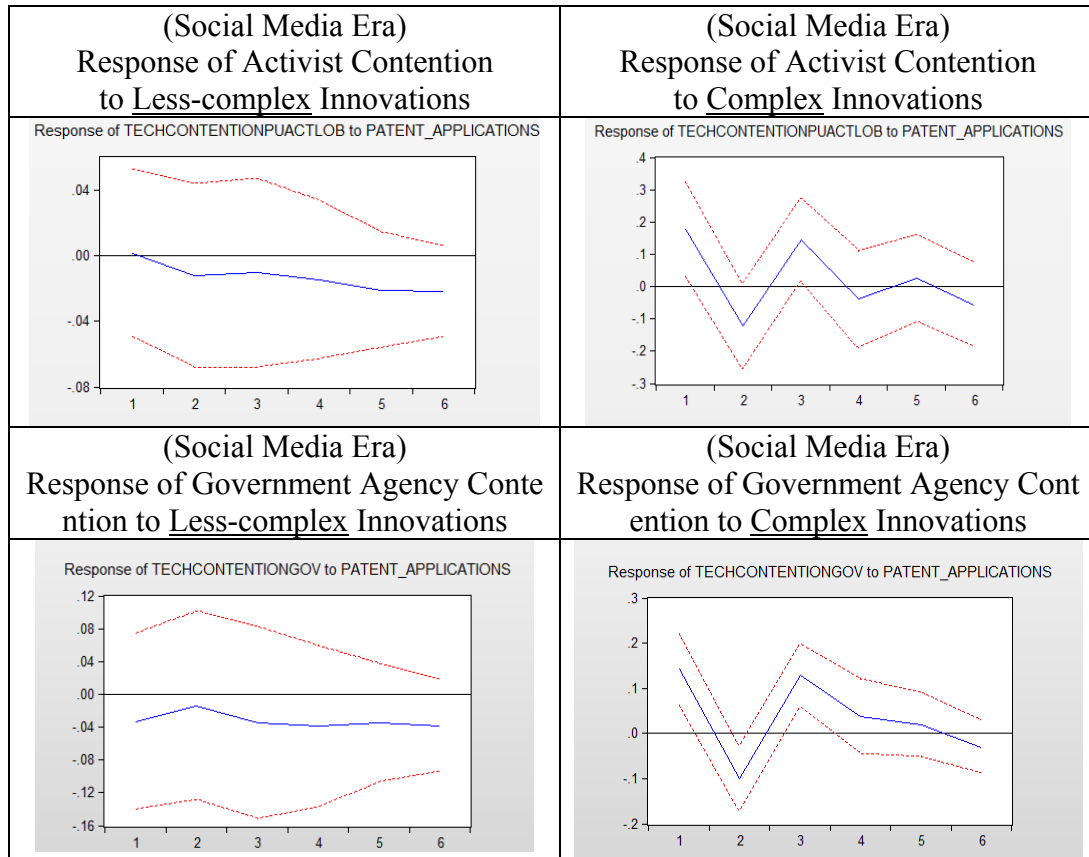 (Social Media Era)
Response of Activist Contention
to Less-complex Innovations
(Social Media Era)
Response of Activist Contention
to Complex Innovations
Response of TECHCONTENTIONPUACTLOB to PATENT_APPLICATIONS
.04
.00
-.04
-.08
1 2 3 4 5 6
Response of TECHCONTENTIONPUACTLOB to PATENT_APPLICATIONS
.4
.3
.2
.1
.0
-.1
-.2
-.3
1 2 3 4 5 6
(Social Media Era)
Response of Government Agency Conte
ntion to Less-complex Innovations
(Social Media Era)
Response of Government Agency Cont
ention to Complex Innovations
Response of TECHCONTENTIONGOV to PATENT_APPLICATIONS
.12
.08
.04
.00
-.04
-.08
-.12
-.16
1 2 3 4 5 6
Response of TECHCONTENTIONGOV to PATENT_APPLICATIONS
.3
.2
.1
.0
-.1
-.2
1 2 3 4 5 6